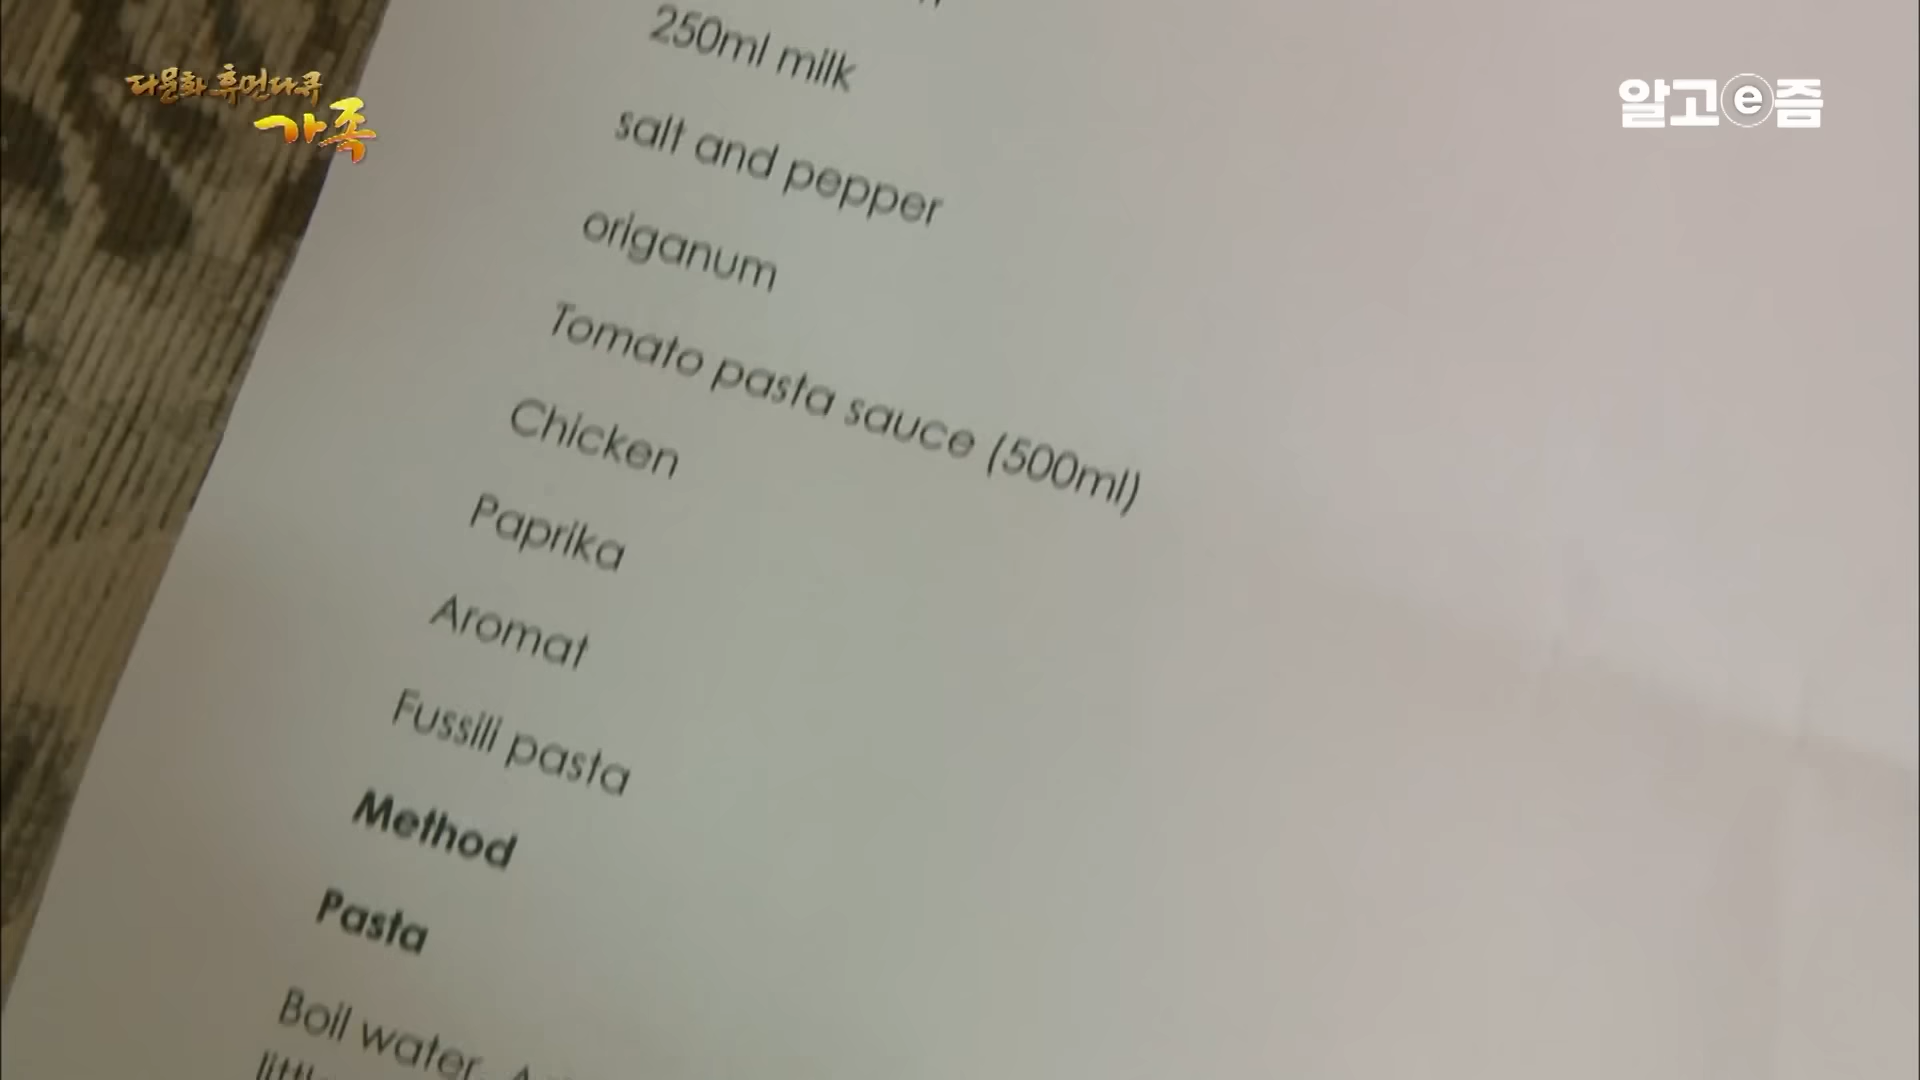 다문화 휴먼다큐
가족
알고e즘
250ml milk
salt and pepper
origanum
Tomato pasta sauce (500ml)
Chicken
Paprika
Aromat
Fussili pasta
Method
Pasta
Boil water.